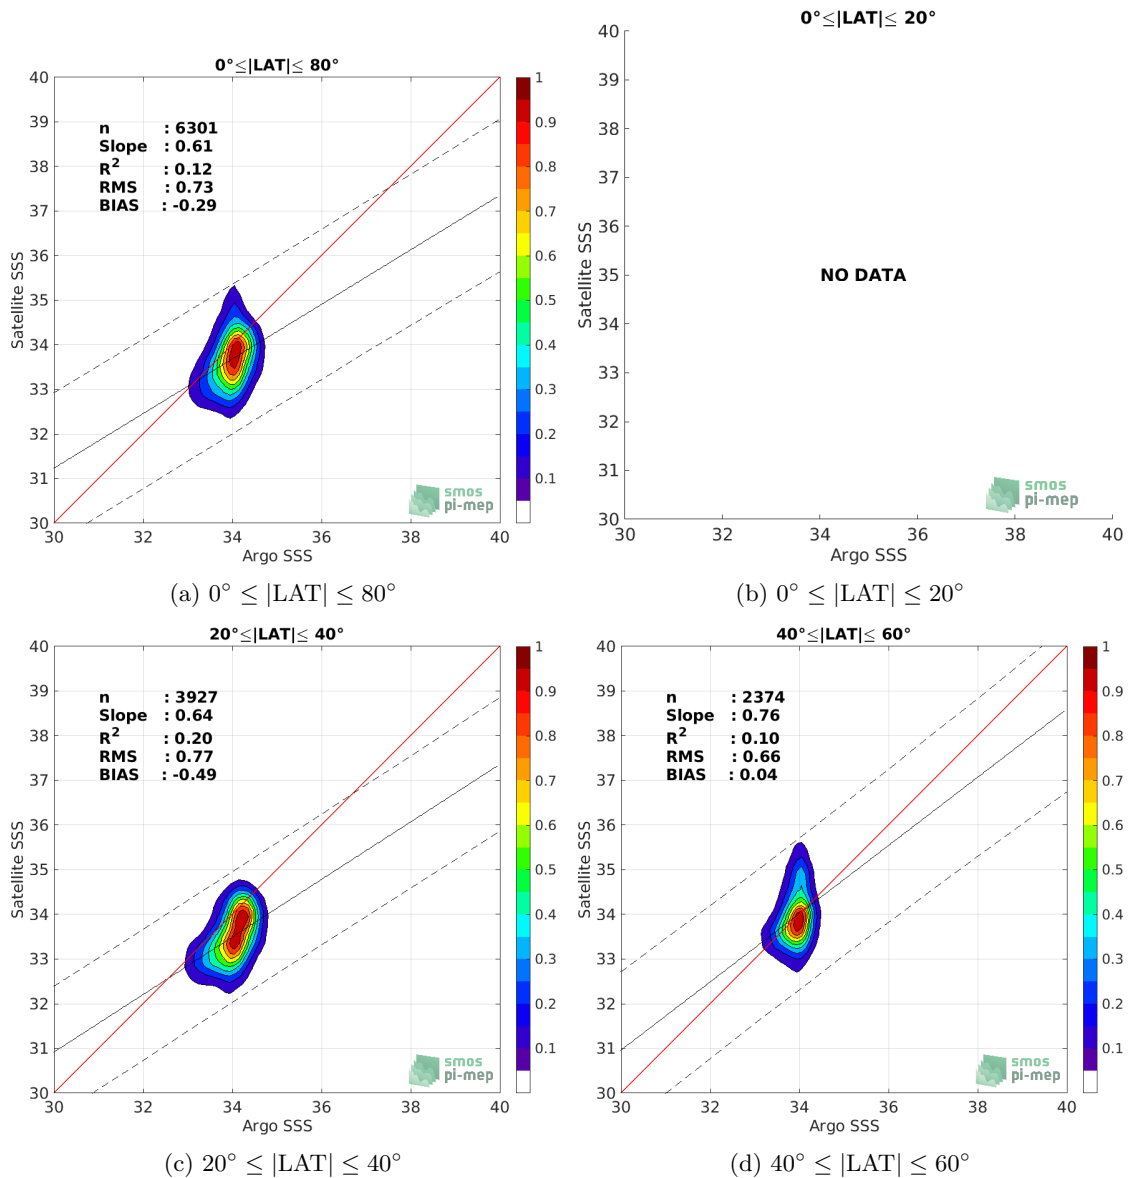 0°≤|LAT|≤ 80°
40
39
38
37
36
35
34
33
32
31
30
Satellite SSS
n : 6301
Slope : 0.61
R² : 0.12
RMS : 0.73
BIAS : -0.29
smos
pi-mep
30 32 34 36 38 40
Argo SSS
1
0.9
0.8
0.7
0.6
0.5
0.4
0.3
0.2
0.1
(a) 0° ≤ |LAT| ≤ 80°
0°≤|LAT|≤ 20°
40
39
38
37
36
35
34
33
32
31
30
Satellite SSS
NO DATA
smos
pi-mep
30 32 34 36 38 40
Argo SSS
(b) 0° ≤ |LAT| ≤ 20°
20°≤|LAT|≤ 40°
40
39
38
37
36
35
34
33
32
31
30
Satellite SSS
n : 3927
Slope : 0.64
R² : 0.20
RMS : 0.77
BIAS : -0.49
smos
pi-mep
30 32 34 36 38 40
Argo SSS
1
0.9
0.8
0.7
0.6
0.5
0.4
0.3
0.2
0.1
(c) 20° ≤ |LAT| ≤ 40°
40°≤|LAT|≤ 60°
40
39
38
37
36
35
34
33
32
31
30
Satellite SSS
n : 2374
Slope : 0.76
R² : 0.10
RMS : 0.66
BIAS : 0.04
smos
pi-mep
30 32 34 36 38 40
Argo SSS
1
0.9
0.8
0.7
0.6
0.5
0.4
0.3
0.2
0.1
(d) 40° ≤ |LAT| ≤ 60°